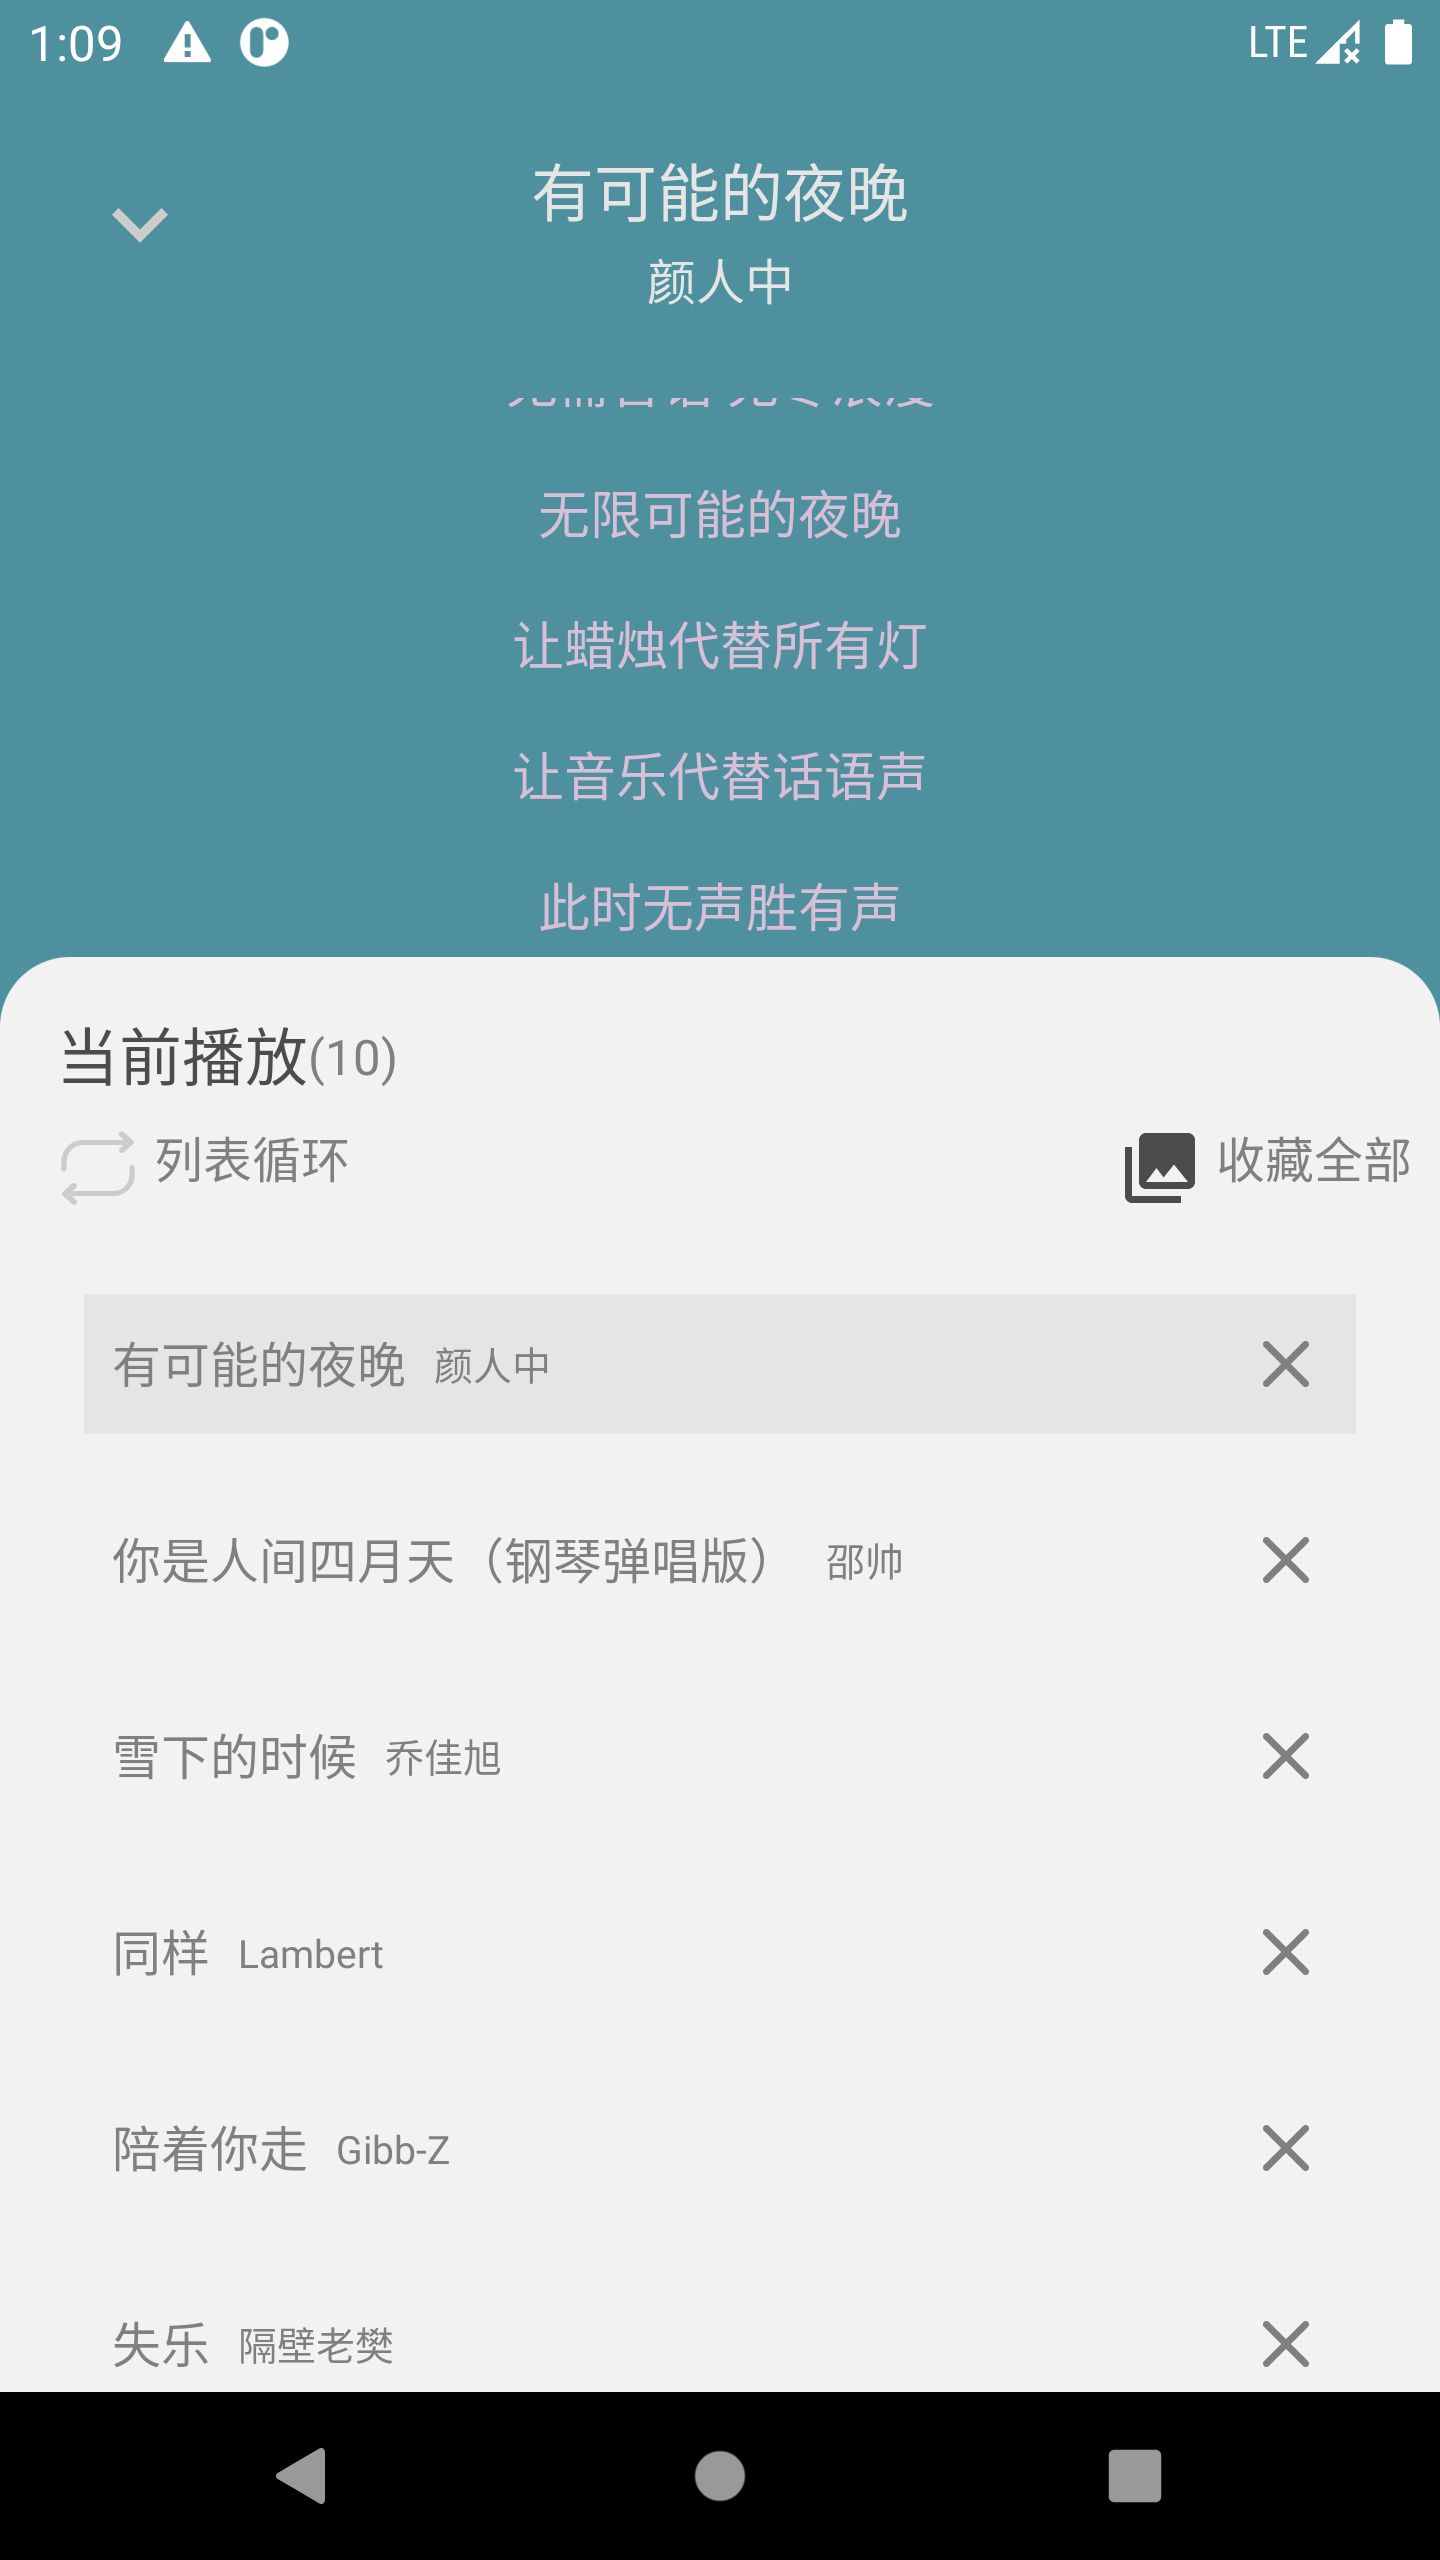 1:09
LTE
有可能的夜晚
颜人中
无限可能的夜晚
让蜡烛代替所有灯
让音乐代替话语声
此时无声胜有声
当前播放(10)
列表循环
收藏全部
有可能的夜晚 颜人中
你是人间四月天（钢琴弹唱版） 邵帅
雪下的时候 乔佳旭
同样 Lambert
陪着你走 Gibb-Z
失乐 隔壁老樊